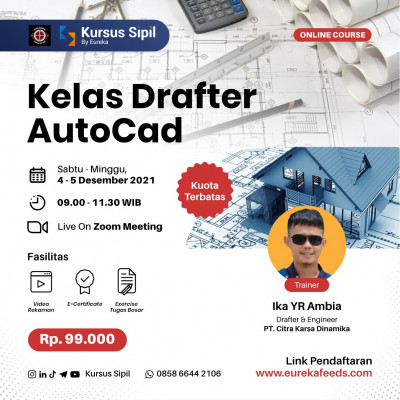 Kursus Sipil
By Eureka
ONLINE COURSE
Kelas Drafter
AutoCad
Sabtu - Minggu,
4 - 5 Desember 2021
09.00 - 11.30 WIB
Live On Zoom Meeting
Kuota
Terbatas
Fasilitas
Video
Rekaman
E-Certificate
Exercise
Tugas Besar
Rp. 99.000
Trainer
Ika YR Ambia
Drafter & Engineer
PT. Citra Karsa Dinamika
Link Pendaftaran
www.eurekafeeds.com
Kursus Sipil
0858 6644 2106